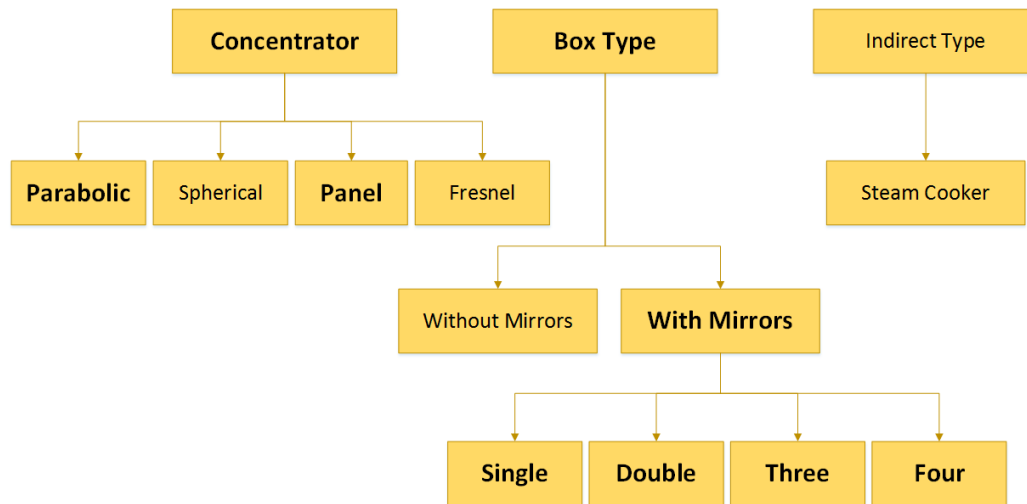 Concentrator
Box Type
Indirect Type
Parabolic
Spherical
Panel
Fresnel
Steam Cooker
Without Mirrors
With Mirrors
Single
Double
Three
Four